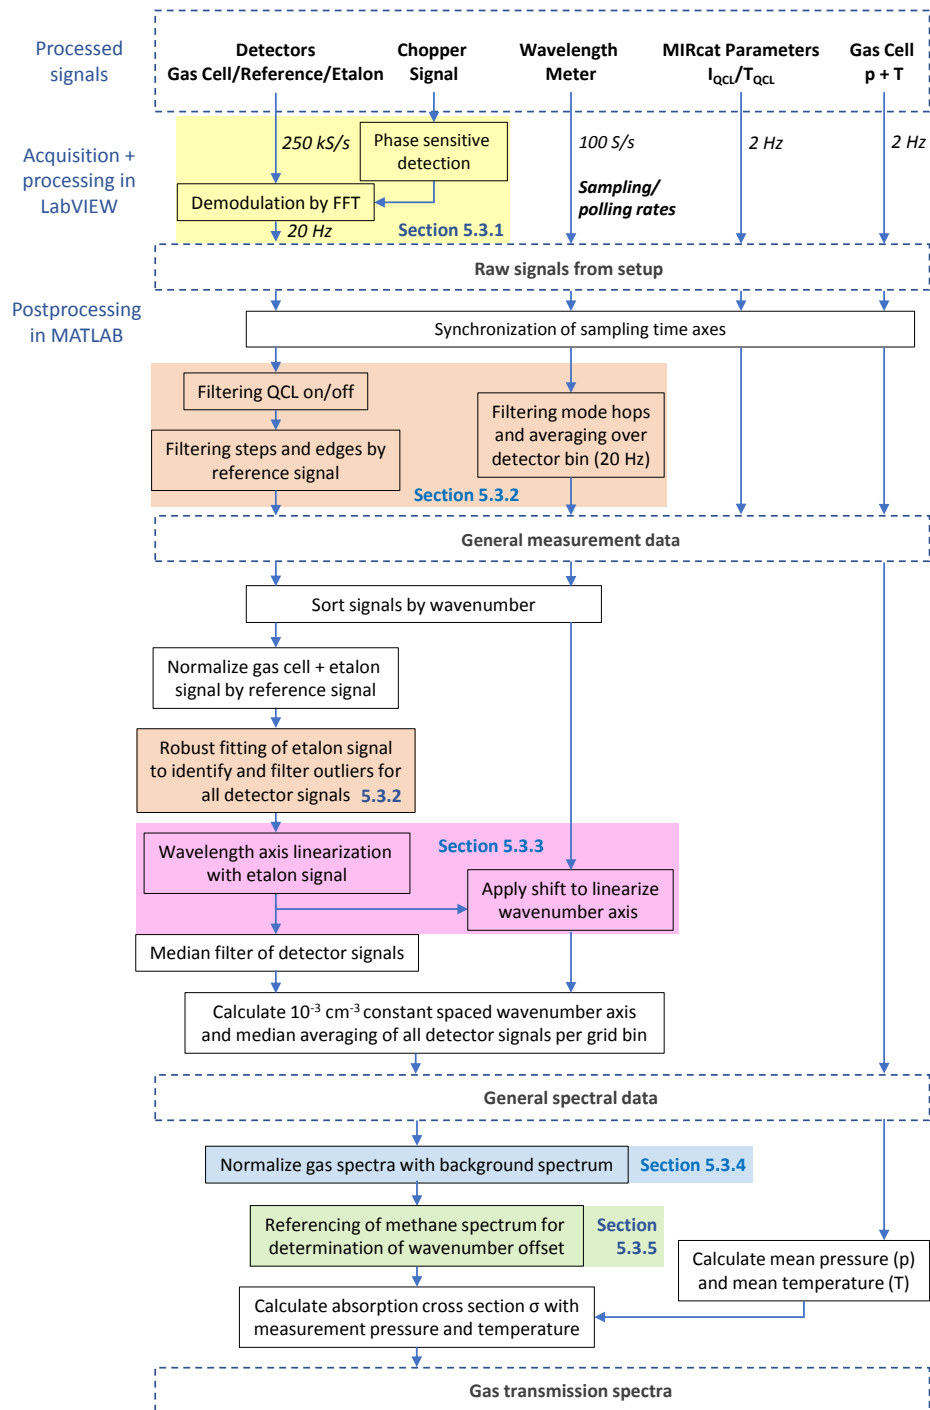 Processed
signals
Detectors
Gas Cell/Reference/Etalon
Chopper
Signal
Wavelength
Meter
MIRcat Parameters
I_QCL/T_QCL
Gas Cell
p + T
Acquisition +
processing in
LabVIEW
250 kS/s
Phase sensitive
detection
100 S/s
2 Hz
2 Hz
Demodulation by FFT
Sampling/
polling rates
20 Hz
Section 5.3.1
Raw signals from setup
Postprocessing
in MATLAB
Synchronization of sampling time axes
Filtering QCL on/off
Filtering steps and edges by
reference signal
Filtering mode hops
and averaging over
detector bin (20 Hz)
Section 5.3.2
General measurement data
Sort signals by wavenumber
Normalize gas cell + etalon
signal by reference signal
Robust fitting of etalon signal
to identify and filter outliers for
all detector signals 5.3.2
Section 5.3.3
Wavelength axis linearization
with etalon signal
Apply shift to linearize
wavenumber axis
Median filter of detector signals
Calculate 10⁻³ cm⁻³ constant spaced wavenumber axis
and median averaging of all detector signals per grid bin
General spectral data
Normalize gas spectra with background spectrum
Section 5.3.4
Referencing of methane spectrum for
determination of wavenumber offset
Section
5.3.5
Calculate mean pressure (p)
and mean temperature (T)
Calculate absorption cross section σ with
measurement pressure and temperature
Gas transmission spectra